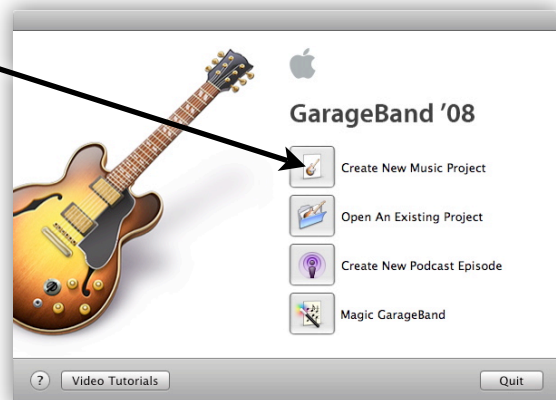 GarageBand ’08
Create New Music Project
Open An Existing Project
Create New Podcast Episode
Magic GarageBand
? Video Tutorials Quit